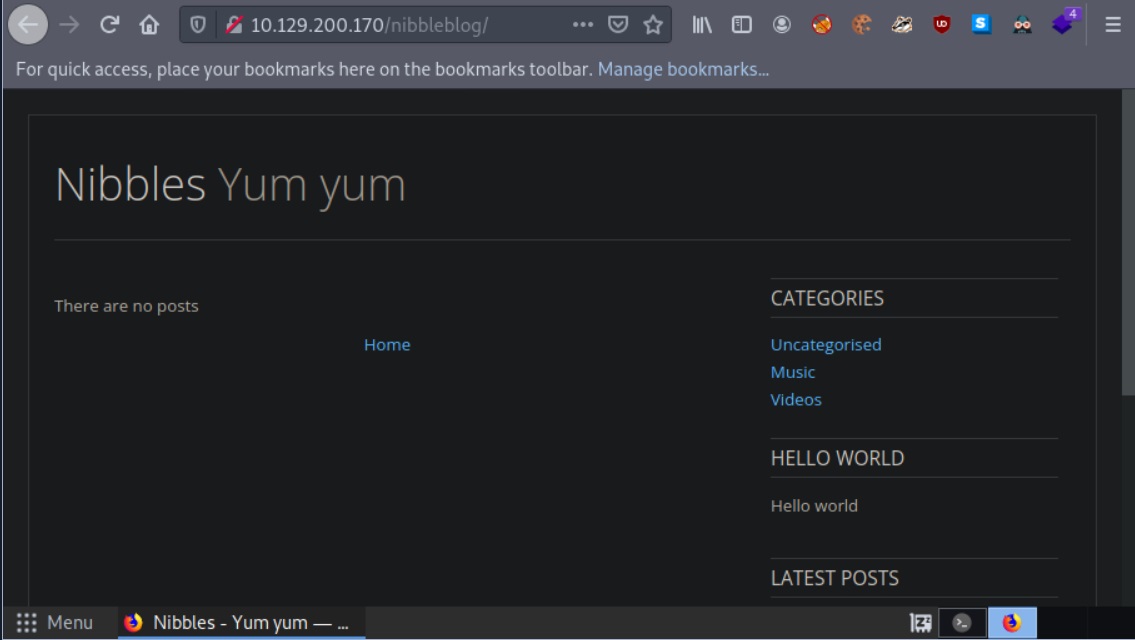 10.129.200.170/nibbleblog/
4
For quick access, place your bookmarks here on the bookmarks toolbar. Manage bookmarks...
Nibbles Yum yum
There are no posts
Home
CATEGORIES
Uncategorised
Music
Videos
HELLO WORLD
Hello world
LATEST POSTS
Menu
Nibbles - Yum yum — ...